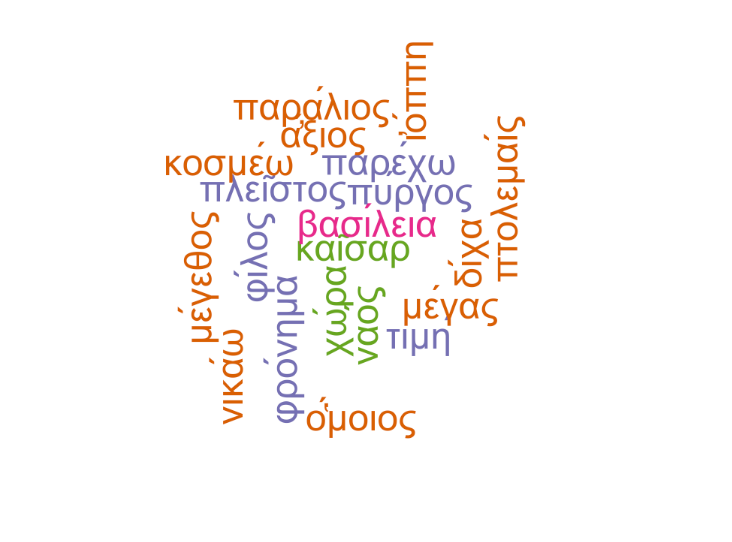 ἰόππη
παράλιος
ἄξιος
πτολεμαίς
κοσμέω
παρέχω
πλεῖστος
πύργος
βασίλεια
καῖσαρ
μέγεθος
φίλος
δίχα
χώρα
φρόνημα
ναός
μέγας
τιμή
νικάω
ὅμοιος